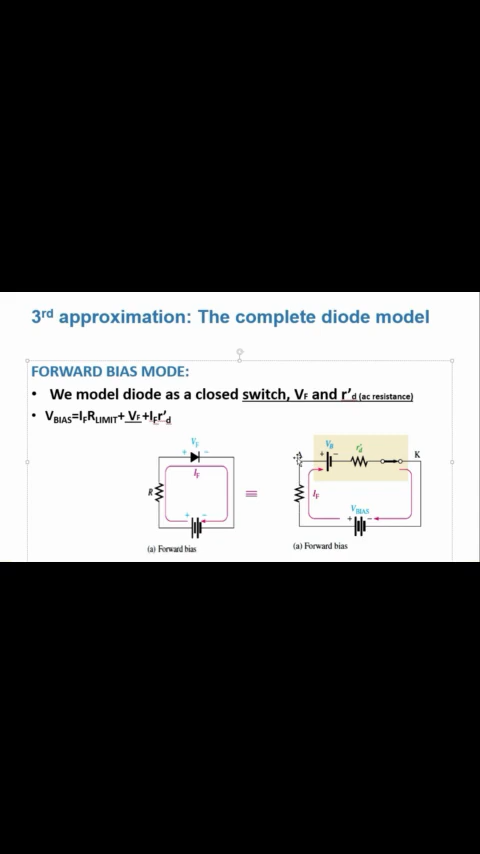 3rd approximation: The complete diode model
FORWARD BIAS MODE:
• We model diode as a closed switch, VF and r'd (ac resistance)
• VBIAS=IFRLIMIT+ VF+IFr'd
VF
+ −
IF
R
+ −
(a) Forward bias
≡
VB
+ −
r'd
K
IF
VBIAS
+ −
(a) Forward bias